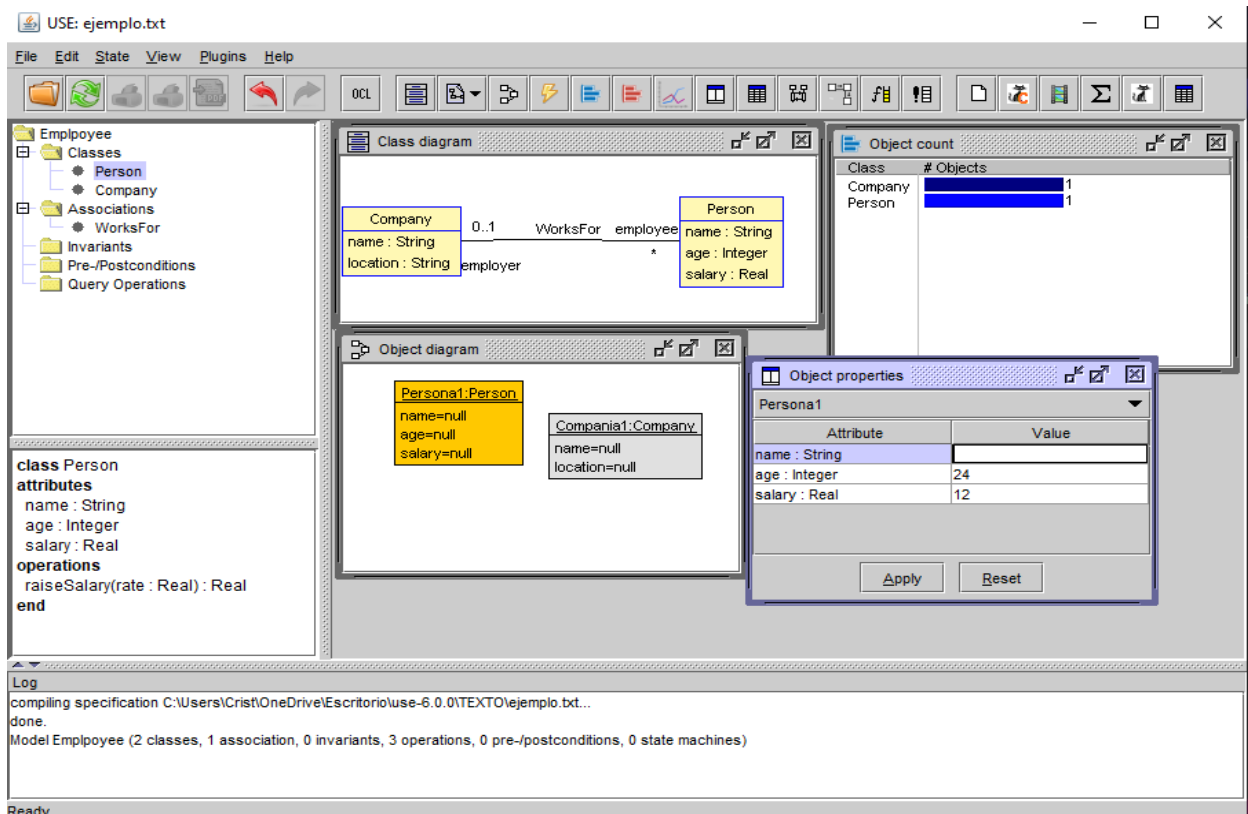 USE: ejemplo.txt
File Edit State View Plugins Help
OCL
Emplpoyee
Classes
Person
Company
Associations
WorksFor
Invariants
Pre-/Postconditions
Query Operations
class Person
attributes
name : String
age : Integer
salary : Real
operations
raiseSalary(rate : Real) : Real
end
Class diagram
Company
name : String
location : String
0..1 WorksFor employee
employer *
Person
name : String
age : Integer
salary : Real
Object count
Class # Objects
Company 1
Person 1
Object diagram
Persona1:Person
name=null
age=null
salary=null
Compania1:Company
name=null
location=null
Object properties
Persona1
Attribute Value
name : String
age : Integer 24
salary : Real 12
Apply Reset
Log
compiling specification C:\Users\Crist\OneDrive\Escritorio\use-6.0.0\TEXTO\ejemplo.txt...
done.
Model Emplpoyee (2 classes, 1 association, 0 invariants, 3 operations, 0 pre-/postconditions, 0 state machines)
Ready